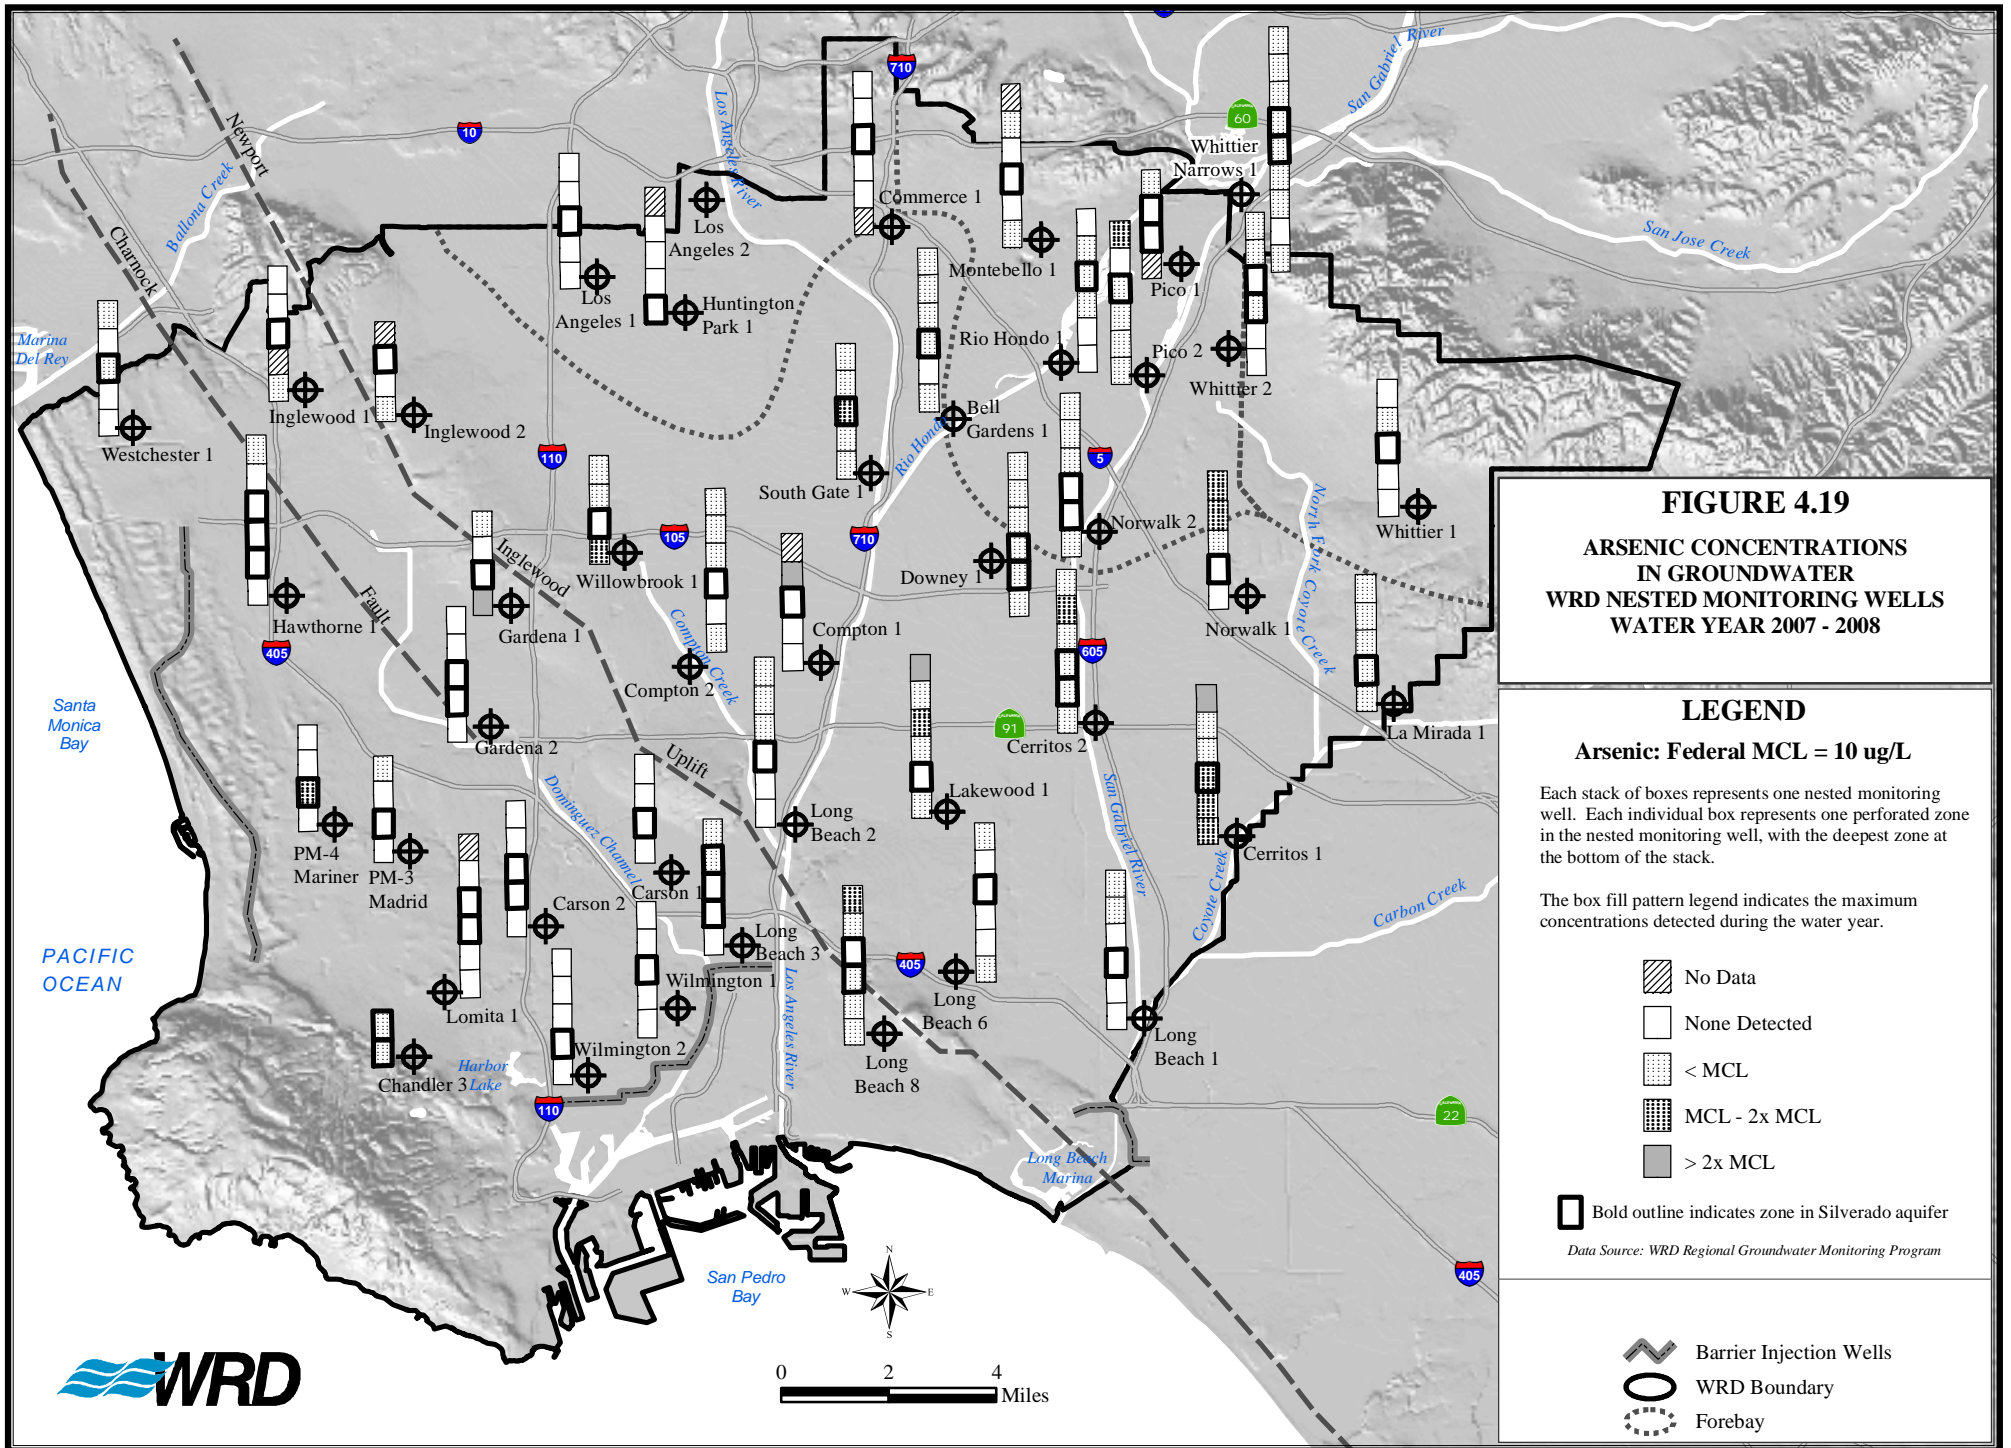 710
San Gabriel River
60
Whittier
Narrows 1
10
Newport
Ballona Creek
Charnock
Los Angeles River
Los
Angeles 2
Commerce 1
Montebello 1
Pico 1
San Jose Creek
Los
Angeles 1
Huntington
Park 1
Marina
Del Rey
Rio Hondo 1
Pico 2
Whittier 2
Inglewood 1
Inglewood 2
Westchester 1
Bell
Gardens 1
Rio Hondo
110
5
South Gate 1
Whittier 1
North Fork Coyote Creek
Norwalk 2
105
710
Inglewood
Willowbrook 1
Downey 1
Norwalk 1
Hawthorne 1
Fault
Gardena 1
Compton 1
405
Compton Creek
Compton 2
605
Santa
Monica
Bay
Gardena 2
91
Cerritos 2
La Mirada 1
Uplift
Lakewood 1
Dominguez Channel
Long
Beach 2
San Gabriel River
PM-4
Mariner
PM-3
Madrid
Carson 1
Cerritos 1
Carson 2
Coyote Creek
Carbon Creek
Long
Beach 3
PACIFIC
OCEAN
405
Wilmington 1
Long
Beach 6
Lomita 1
Los Angeles River
Long
Beach 1
Wilmington 2
Long
Beach 8
Chandler 3
Harbor
Lake
110
22
Long Beach
Marina
San Pedro
Bay
405
N
W
E
S
WRD
0 2 4
Miles
FIGURE 4.19
ARSENIC CONCENTRATIONS
IN GROUNDWATER
WRD NESTED MONITORING WELLS
WATER YEAR 2007 - 2008
LEGEND
Arsenic: Federal MCL = 10 ug/L
Each stack of boxes represents one nested monitoring
well. Each individual box represents one perforated zone
in the nested monitoring well, with the deepest zone at
the bottom of the stack.
The box fill pattern legend indicates the maximum
concentrations detected during the water year.
No Data
None Detected
< MCL
MCL - 2x MCL
> 2x MCL
Bold outline indicates zone in Silverado aquifer
Data Source: WRD Regional Groundwater Monitoring Program
Barrier Injection Wells
WRD Boundary
Forebay